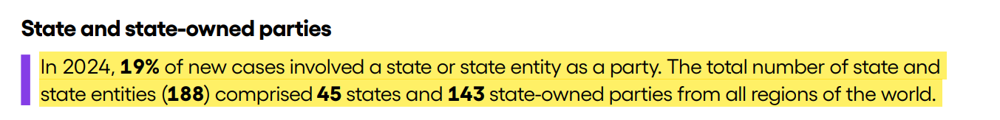 State and state-owned parties
In 2024, 19% of new cases involved a state or state entity as a party. The total number of state and
state entities (188) comprised 45 states and 143 state-owned parties from all regions of the world.